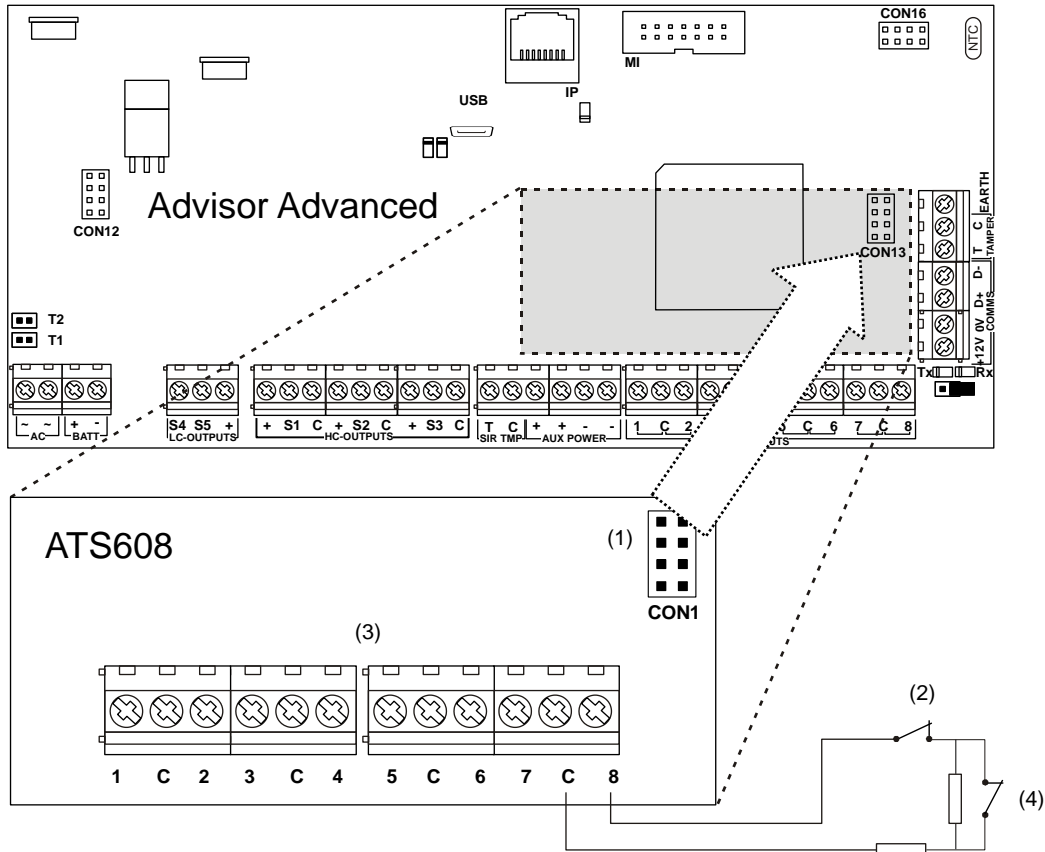 CON16
NTC
MI
IP
USB
CON12
Advisor Advanced
CON13
EARTH
C
T
TAMPER
D-
D+
0V
+12V
COMMS
T2
T1
Tx
Rx
~ ~ + -
AC BATT.
S4 S5 +
LC-OUTPUTS
+ S1 C + S2 C + S3 C
HC-OUTPUTS
T C + + - -
SIR TMP AUX POWER
1 C 2 C 6 7 C 8
ATS608
(1)
CON1
(3)
1 C 2 3 C 4 5 C 6 7 C 8
(2)
(4)